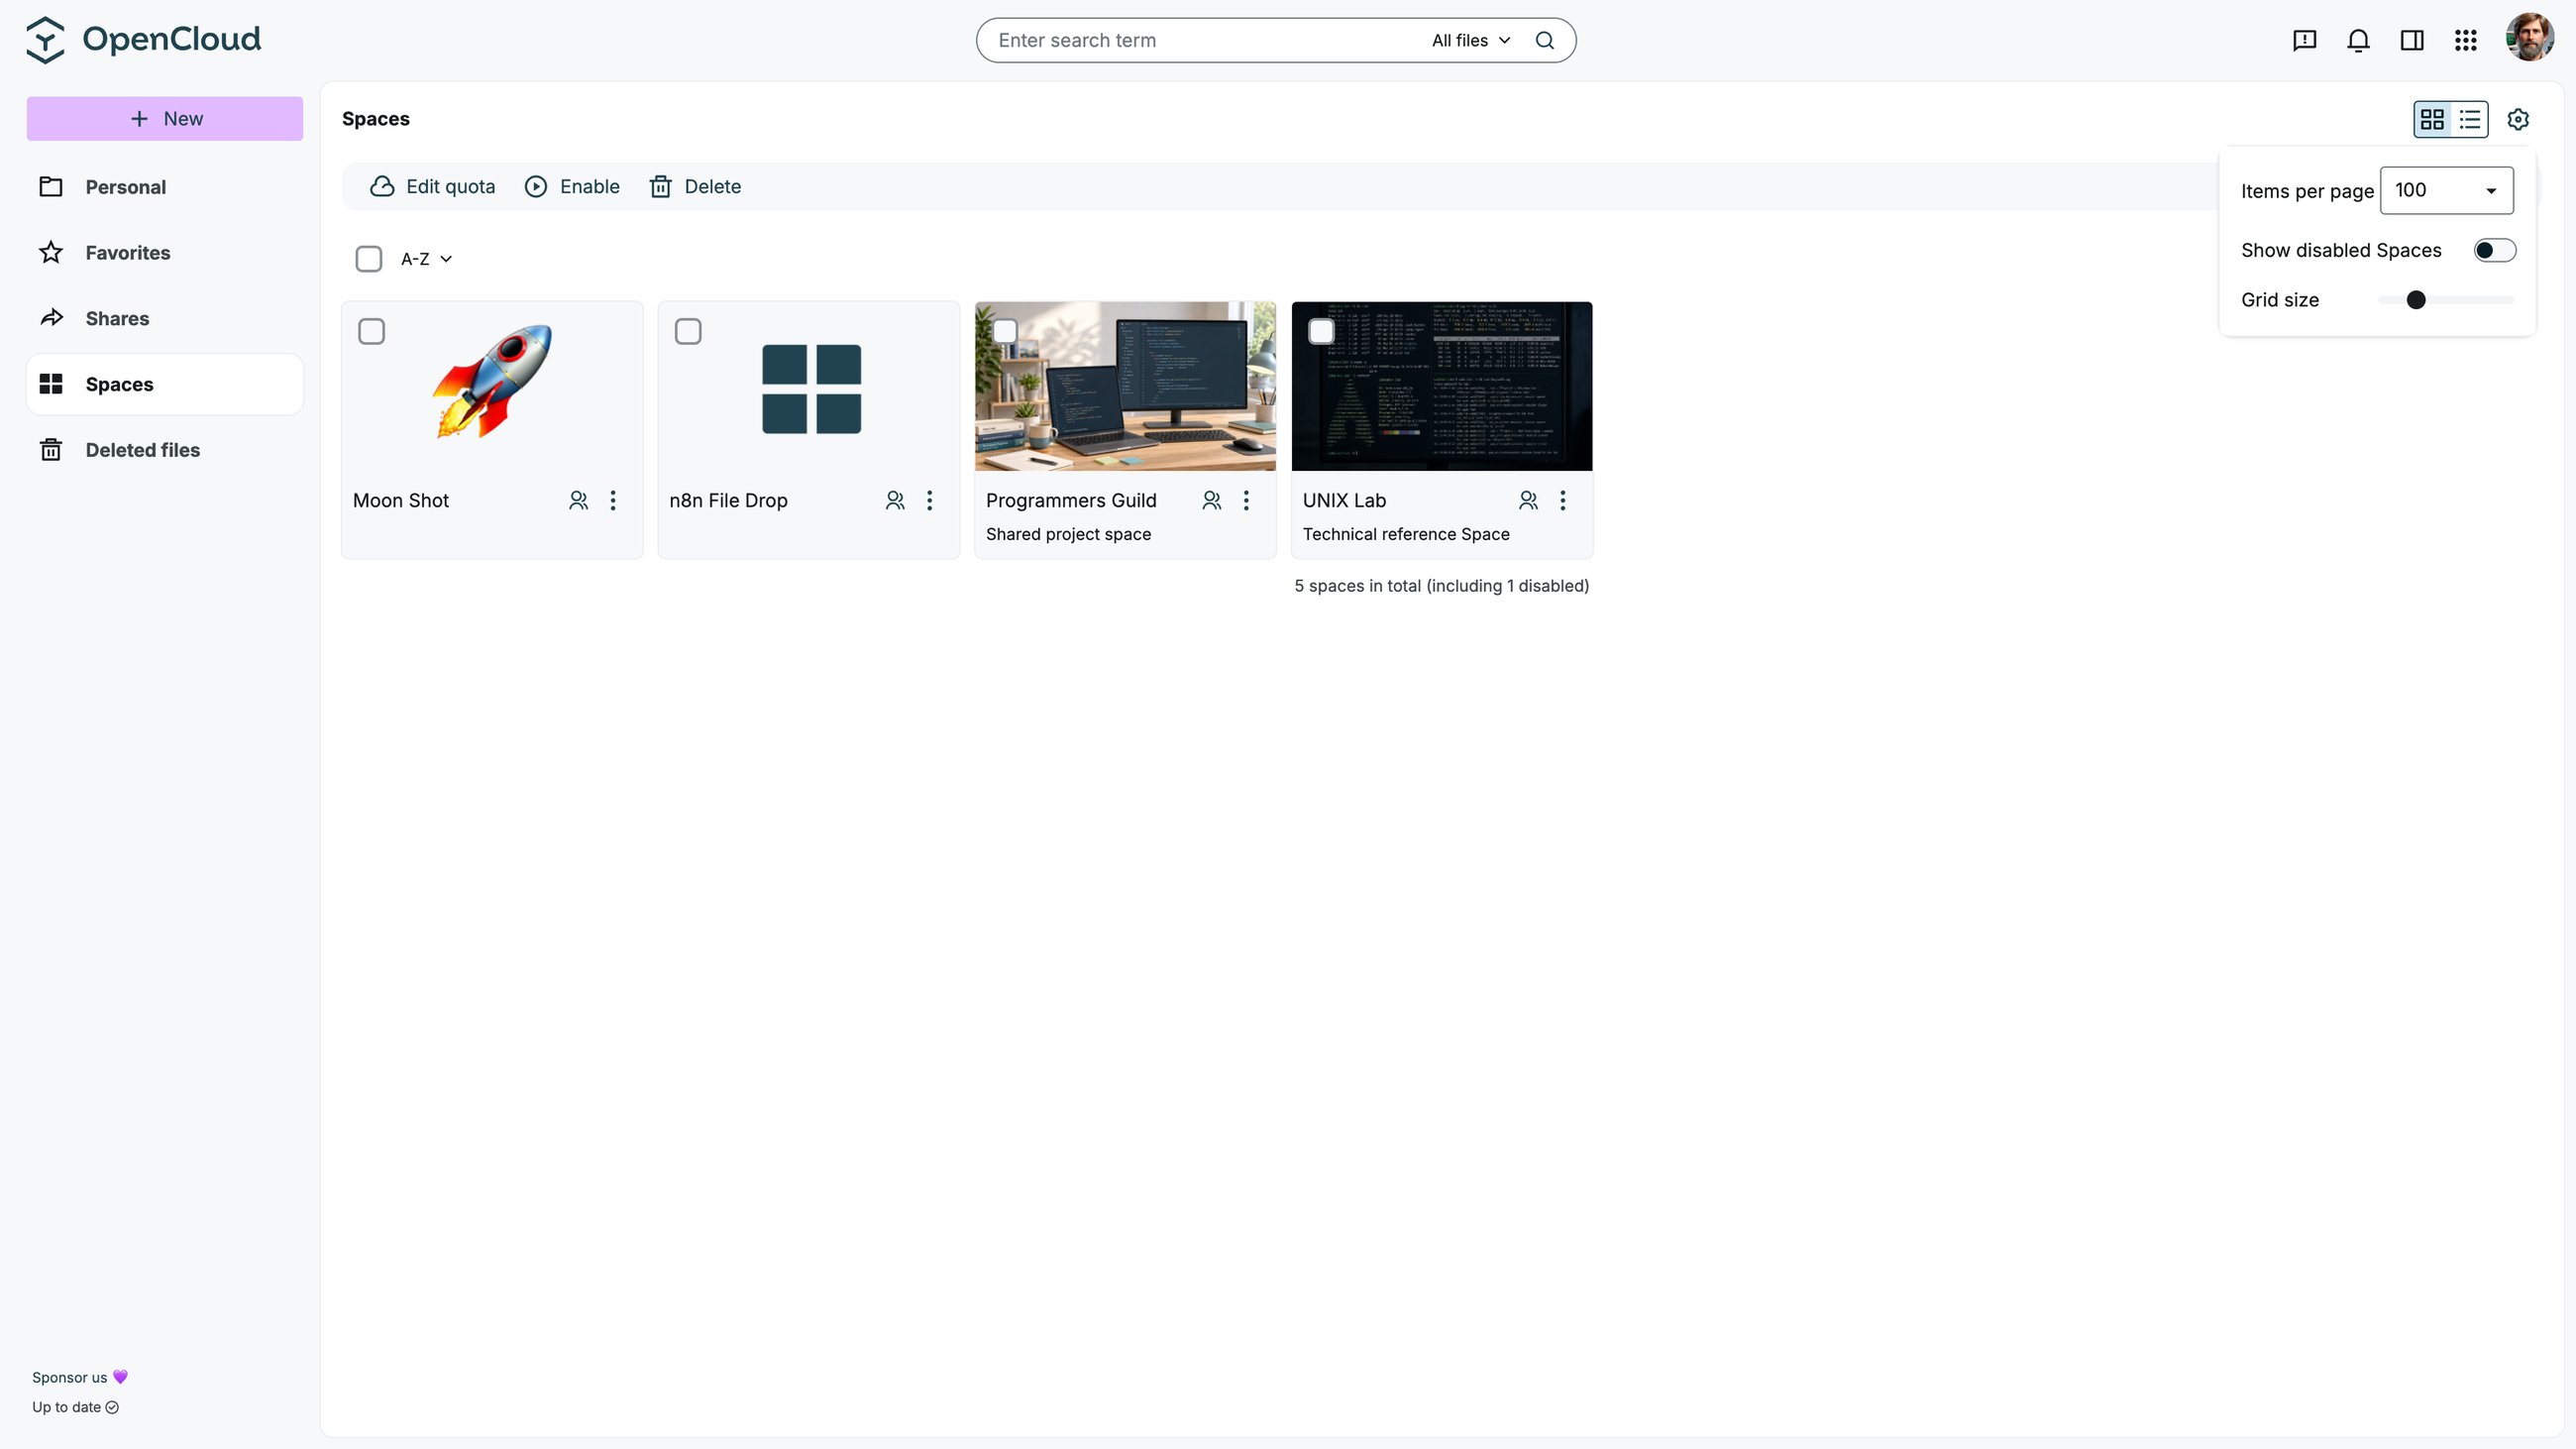 OpenCloud
Enter search term
All files
New
Personal
Favorites
Shares
Spaces
Deleted files
Sponsor us 💜
Up to date
Spaces
Edit quota
Enable
Delete
Items per page
100
Show disabled Spaces
Grid size
A-Z
Moon Shot
n8n File Drop
Programmers Guild
Shared project space
UNIX Lab
Technical reference Space
5 spaces in total (including 1 disabled)